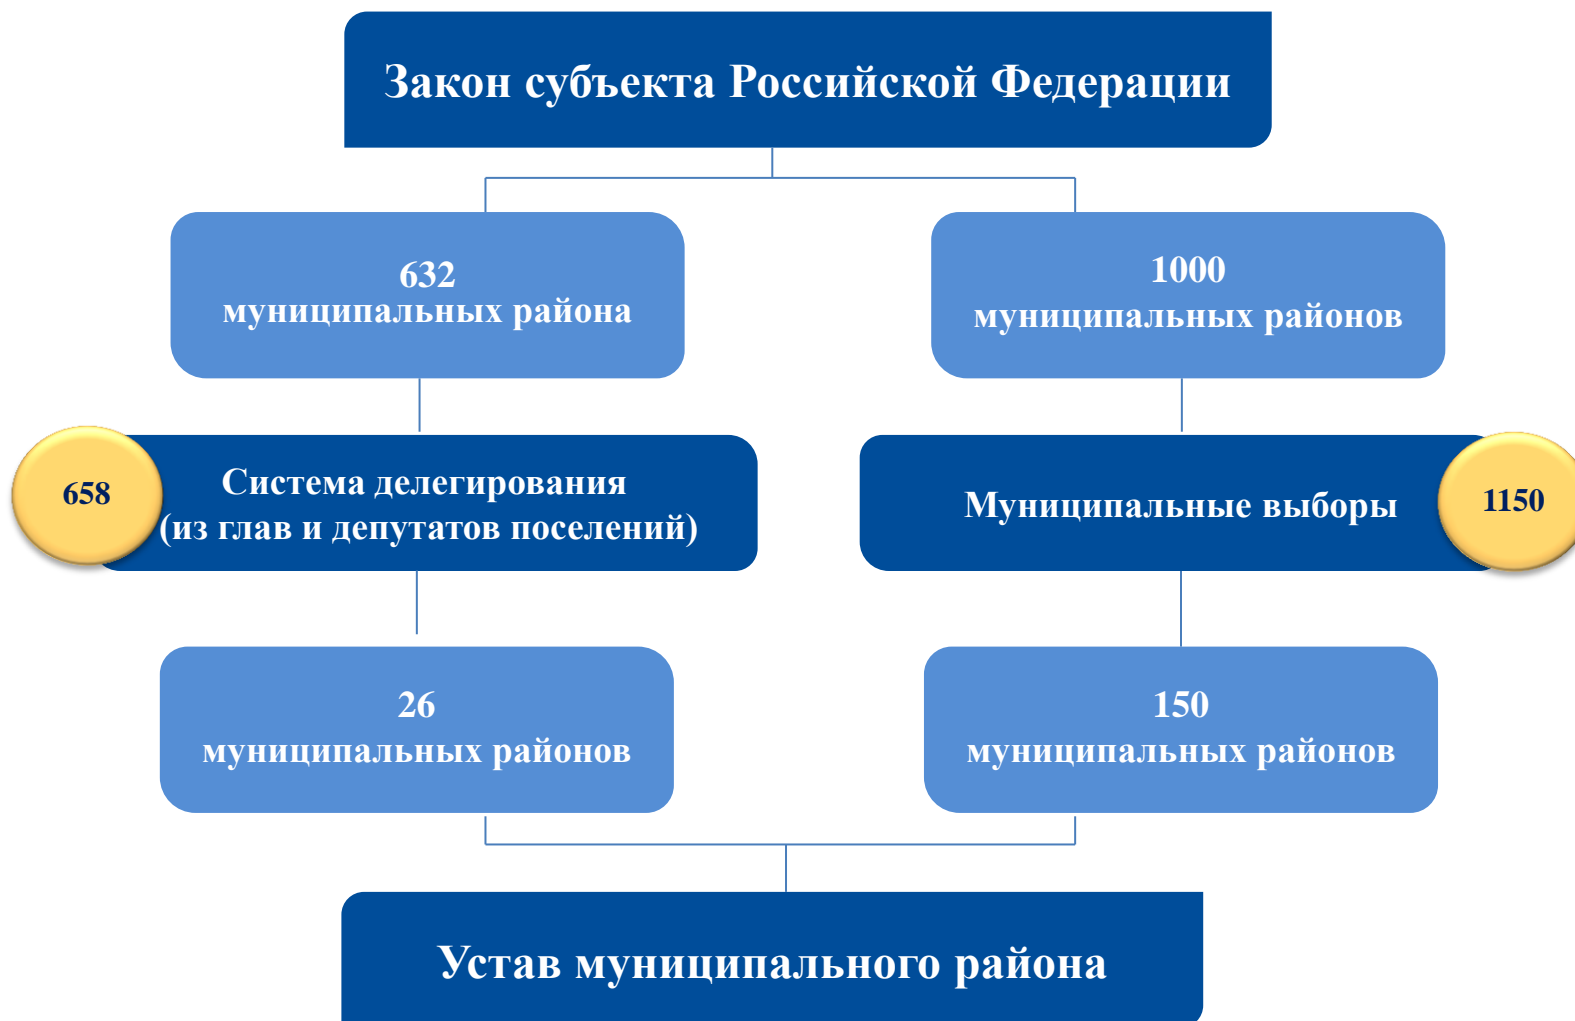 Закон субъекта Российской Федерации
632
муниципальных района
1000
муниципальных районов
658
Система делегирования
(из глав и депутатов поселений)
Муниципальные выборы
1150
26
муниципальных районов
150
муниципальных районов
Устав муниципального района